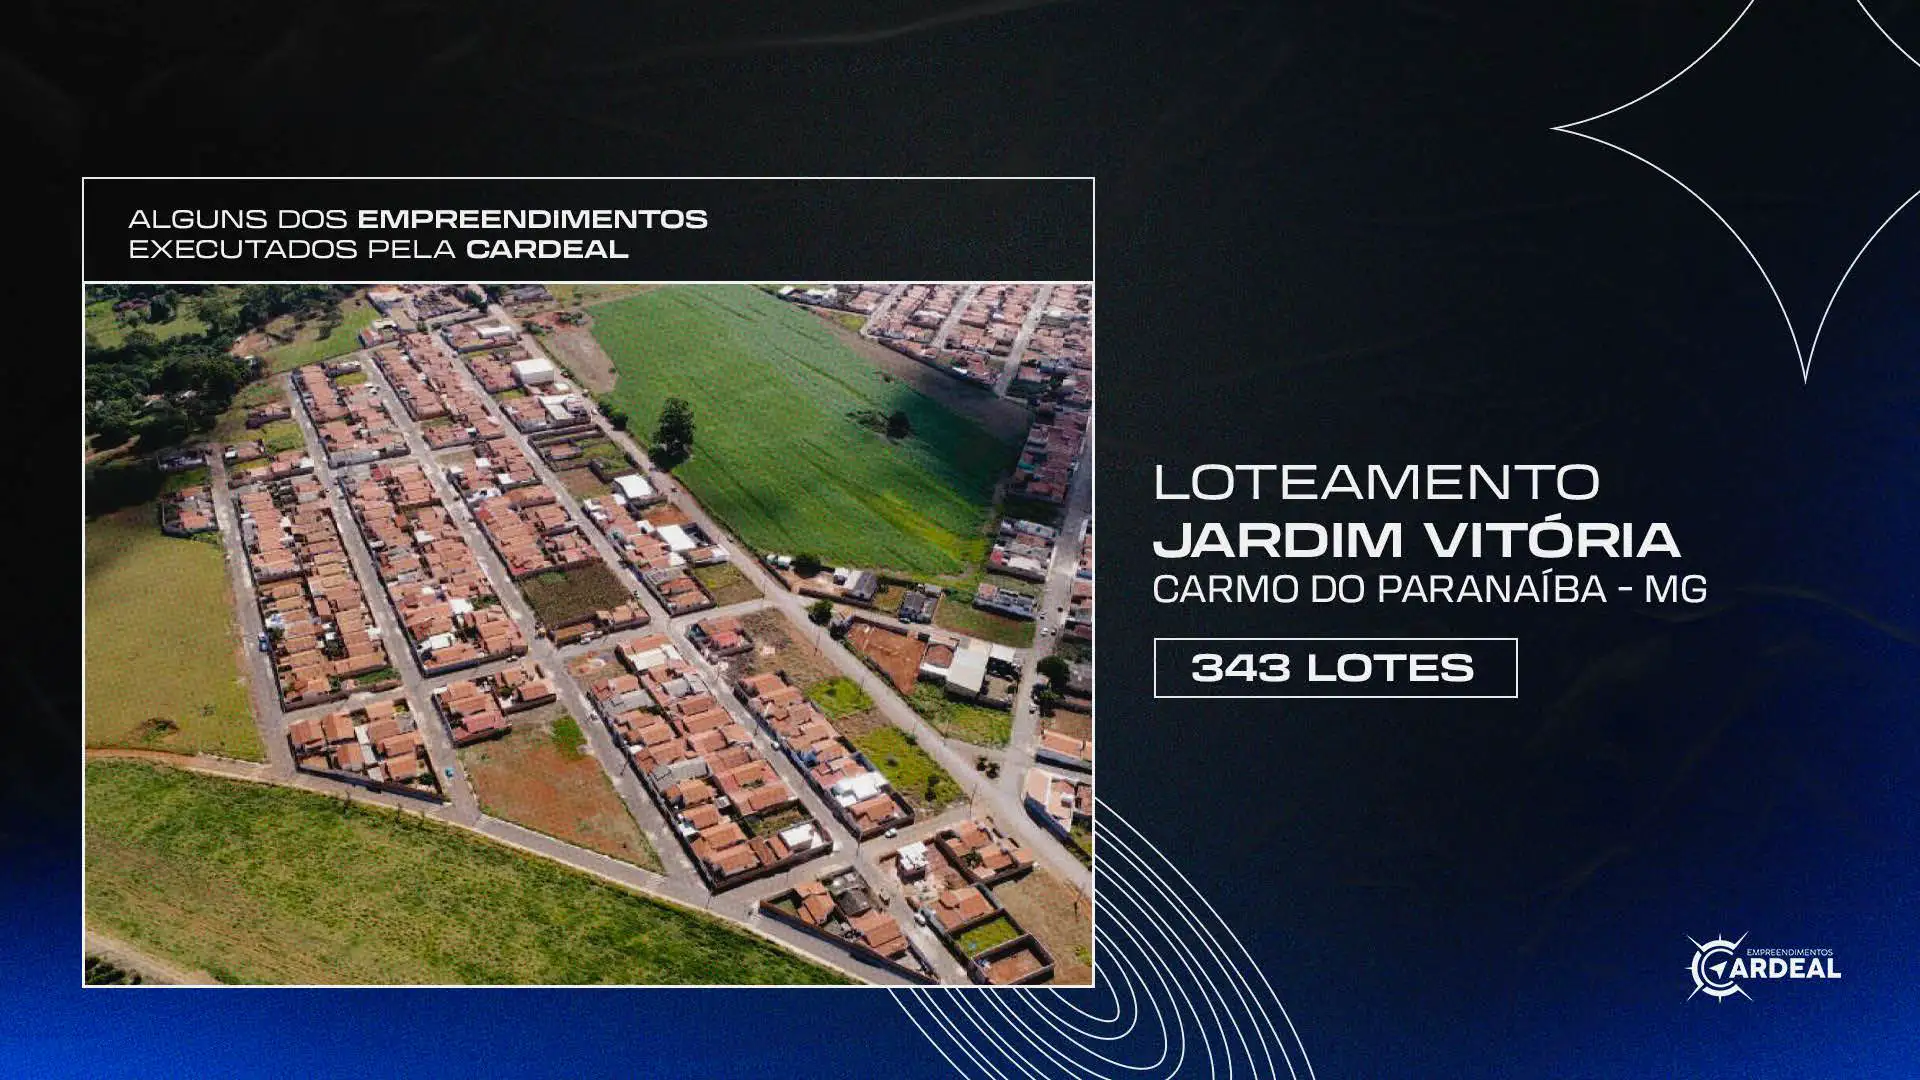 ALGUNS DOS EMPREENDIMENTOS
EXECUTADOS PELA CARDEAL
LOTEAMENTO
JARDIM VITÓRIA
CARMO DO PARANAÍBA - MG
343 LOTES
EMPREENDIMENTOS
CARDEAL